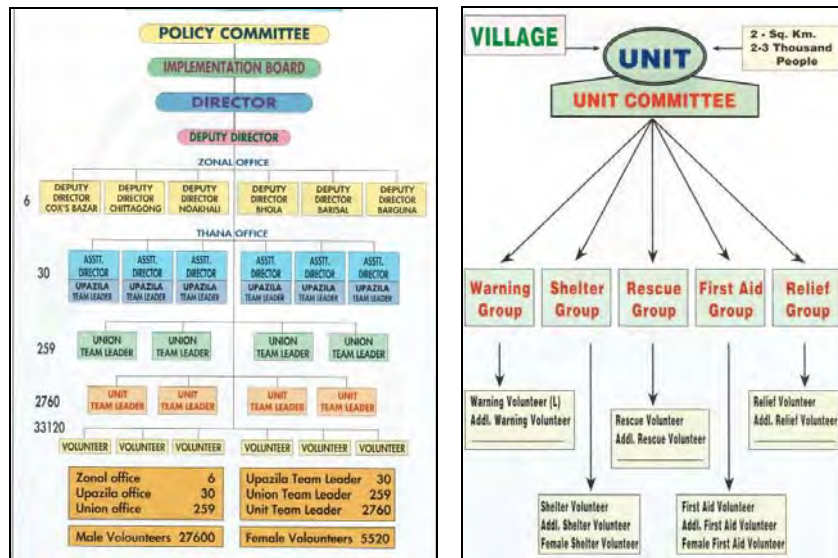 POLICY COMMITTEE
IMPLEMENTATION BOARD
DIRECTOR
DEPUTY DIRECTOR
ZONAL OFFICE
6
DEPUTY DIRECTOR COX'S BAZAR
DEPUTY DIRECTOR CHITTAGONG
DEPUTY DIRECTOR NOAKHALI
DEPUTY DIRECTOR BHOLA
DEPUTY DIRECTOR BARISAL
DEPUTY DIRECTOR BARGUNA
THANA OFFICE
30
ASSTT. DIRECTOR
ASSTT. DIRECTOR
ASSTT. DIRECTOR
ASSTT. DIRECTOR
ASSTT. DIRECTOR
ASSTT. DIRECTOR
UPAZILA TEAM LEADER
UPAZILA TEAM LEADER
UPAZILA TEAM LEADER
UPAZILA TEAM LEADER
UPAZILA TEAM LEADER
UPAZILA TEAM LEADER
259
UNION TEAM LEADER
UNION TEAM LEADER
UNION TEAM LEADER
UNION TEAM LEADER
2760
UNIT TEAM LEADER
UNIT TEAM LEADER
UNIT TEAM LEADER
UNIT TEAM LEADER
33120
VOLUNTEER
VOLUNTEER
VOLUNTEER
VOLUNTEER
VOLUNTEER
VOLUNTEER
Zonal office 6
Upazila office 30
Union office 259
Upazila Team Leader 30
Union Team Leader 259
Unit Team Leader 2760
Male Volounteers 27600
Female Volounteers 5520
VILLAGE
UNIT
2 - Sq. Km.
2-3 Thousand
People
UNIT COMMITTEE
Warning
Group
Shelter
Group
Rescue
Group
First Aid
Group
Relief
Group
Warning Volunteer (L)
Addl. Warning Volunteer
Rescue Volunteer
Addl. Rescue Volunteer
Relief Volunteer
Addl. Relief Volunteer
Shelter Volunteer
Addl. Shelter Volunteer
Female Shelter Volunteer
First Aid Volunteer
Addl. First Aid Volunteer
Female First Aid Volunteer